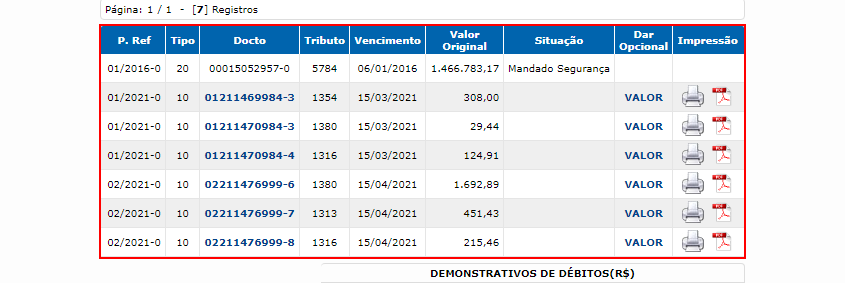 Página: 1 / 1 - [7] Registros
P. Ref Tipo Docto Tributo Vencimento Valor Original Situação Dar Opcional Impressão
01/2016-0 20 00015052957-0 5784 06/01/2016 1.466.783,17 Mandado Segurança
01/2021-0 10 01211469984-3 1354 15/03/2021 308,00 VALOR PDF
01/2021-0 10 01211470984-3 1380 15/03/2021 29,44 VALOR PDF
01/2021-0 10 01211470984-4 1316 15/03/2021 124,91 VALOR PDF
02/2021-0 10 02211476999-6 1380 15/04/2021 1.692,89 VALOR PDF
02/2021-0 10 02211476999-7 1313 15/04/2021 451,43 VALOR PDF
02/2021-0 10 02211476999-8 1316 15/04/2021 215,46 VALOR PDF
DEMONSTRATIVOS DE DÉBITOS(R$)